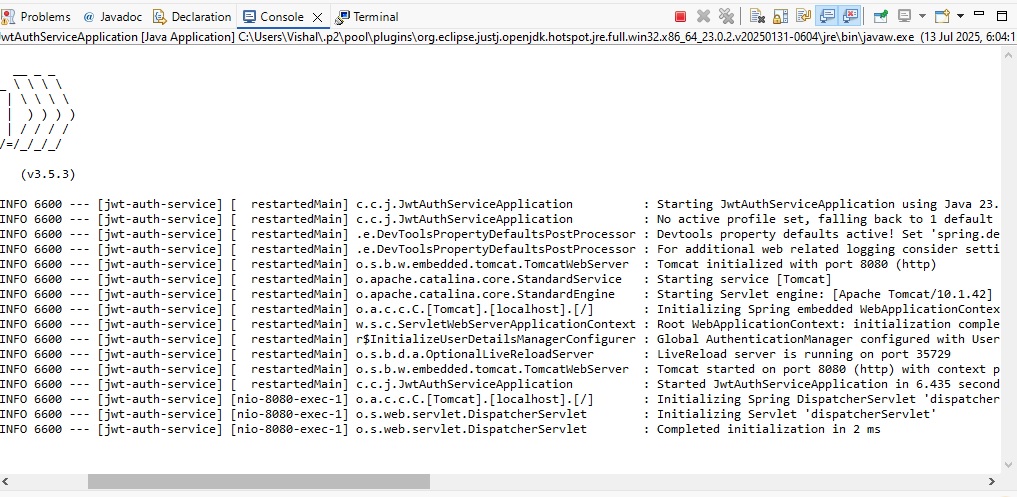 Problems @ Javadoc Declaration Console Terminal
JwtAuthServiceApplication [Java Application] C:\Users\Vishal\.p2\pool\plugins\org.eclipse.justj.openjdk.hotspot.jre.full.win32.x86_64_23.0.2.v20250131-0604\jre\bin\javaw.exe (13 Jul 2025, 6:04:1
__ _ _
_ \ \ \ \
| \ \ \ \
| ) ) ) )
| / / / /
/=/_/_/_/
(v3.5.3)
INFO 6600 --- [jwt-auth-service] [  restartedMain] c.c.j.JwtAuthServiceApplication          : Starting JwtAuthServiceApplication using Java 23.
INFO 6600 --- [jwt-auth-service] [  restartedMain] c.c.j.JwtAuthServiceApplication          : No active profile set, falling back to 1 default
INFO 6600 --- [jwt-auth-service] [  restartedMain] .e.DevToolsPropertyDefaultsPostProcessor : Devtools property defaults active! Set 'spring.de
INFO 6600 --- [jwt-auth-service] [  restartedMain] .e.DevToolsPropertyDefaultsPostProcessor : For additional web related logging consider setti
INFO 6600 --- [jwt-auth-service] [  restartedMain] o.s.b.w.embedded.tomcat.TomcatWebServer  : Tomcat initialized with port 8080 (http)
INFO 6600 --- [jwt-auth-service] [  restartedMain] o.apache.catalina.core.StandardService   : Starting service [Tomcat]
INFO 6600 --- [jwt-auth-service] [  restartedMain] o.apache.catalina.core.StandardEngine    : Starting Servlet engine: [Apache Tomcat/10.1.42]
INFO 6600 --- [jwt-auth-service] [  restartedMain] o.a.c.c.C.[Tomcat].[localhost].[/]       : Initializing Spring embedded WebApplicationContex
INFO 6600 --- [jwt-auth-service] [  restartedMain] w.s.c.ServletWebServerApplicationContext : Root WebApplicationContext: initialization comple
INFO 6600 --- [jwt-auth-service] [  restartedMain] r$InitializeUserDetailsManagerConfigurer : Global AuthenticationManager configured with User
INFO 6600 --- [jwt-auth-service] [  restartedMain] o.s.b.d.a.OptionalLiveReloadServer       : LiveReload server is running on port 35729
INFO 6600 --- [jwt-auth-service] [  restartedMain] o.s.b.w.embedded.tomcat.TomcatWebServer  : Tomcat started on port 8080 (http) with context p
INFO 6600 --- [jwt-auth-service] [  restartedMain] c.c.j.JwtAuthServiceApplication          : Started JwtAuthServiceApplication in 6.435 second
INFO 6600 --- [jwt-auth-service] [nio-8080-exec-1] o.a.c.c.C.[Tomcat].[localhost].[/]       : Initializing Spring DispatcherServlet 'dispatcher
INFO 6600 --- [jwt-auth-service] [nio-8080-exec-1] o.s.web.servlet.DispatcherServlet        : Initializing Servlet 'dispatcherServlet'
INFO 6600 --- [jwt-auth-service] [nio-8080-exec-1] o.s.web.servlet.DispatcherServlet        : Completed initialization in 2 ms